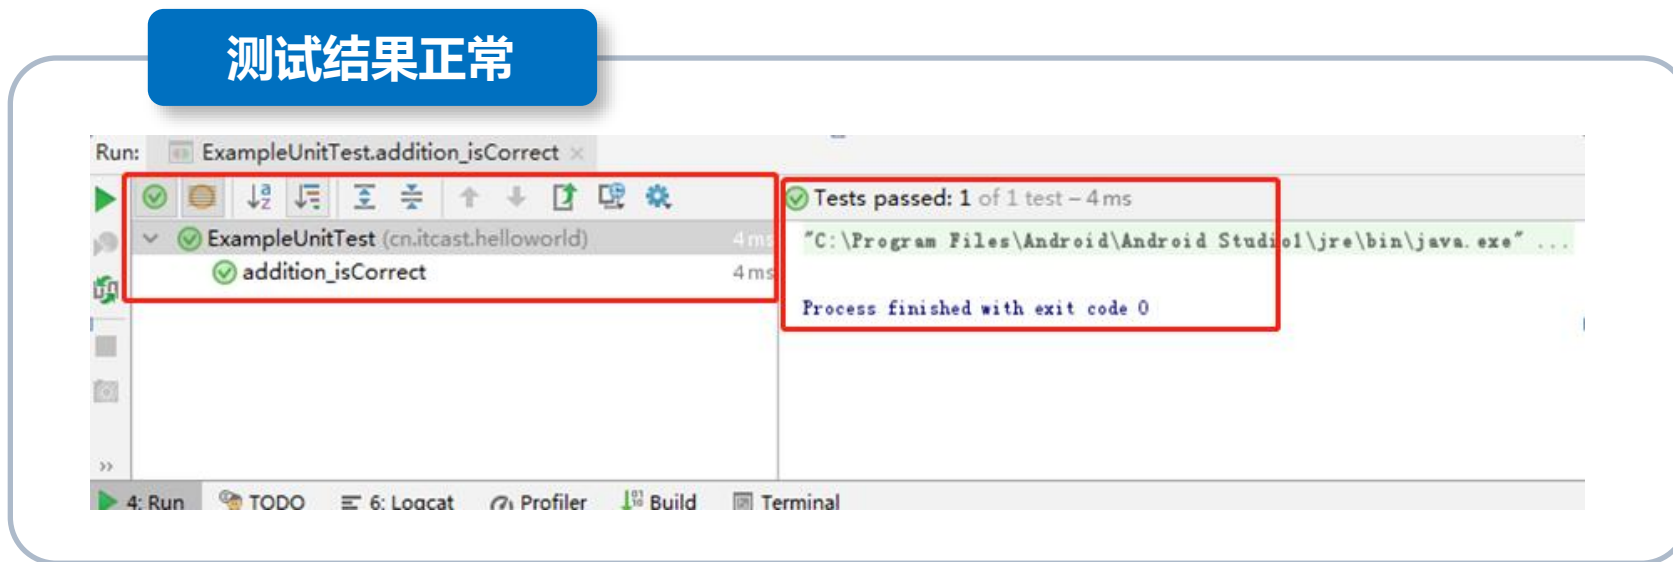 测试结果正常
Run: ExampleUnitTest.addition_isCorrect ×
Tests passed: 1 of 1 test – 4 ms
ExampleUnitTest (cn.itcast.helloworld) 4 ms
addition_isCorrect 4 ms
"C:\Program Files\Android\Android Studio1\jre\bin\java.exe" ...
Process finished with exit code 0
4: Run TODO 6: Logcat Profiler Build Terminal